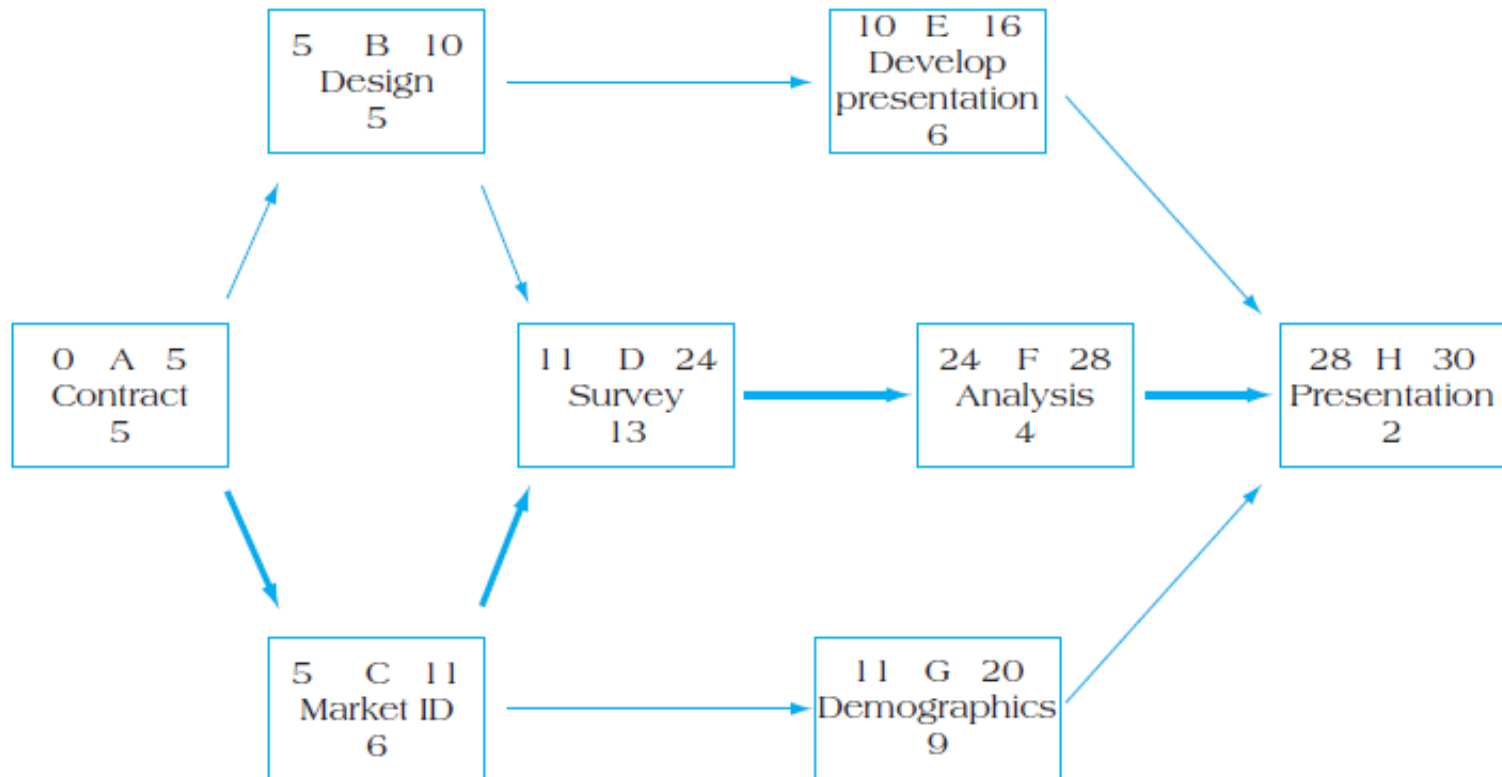 5 B 10
Design
5
10 E 16
Develop
presentation
6
0 A 5
Contract
5
11 D 24
Survey
13
24 F 28
Analysis
4
28 H 30
Presentation
2
5 C 11
Market ID
6
11 G 20
Demographics
9